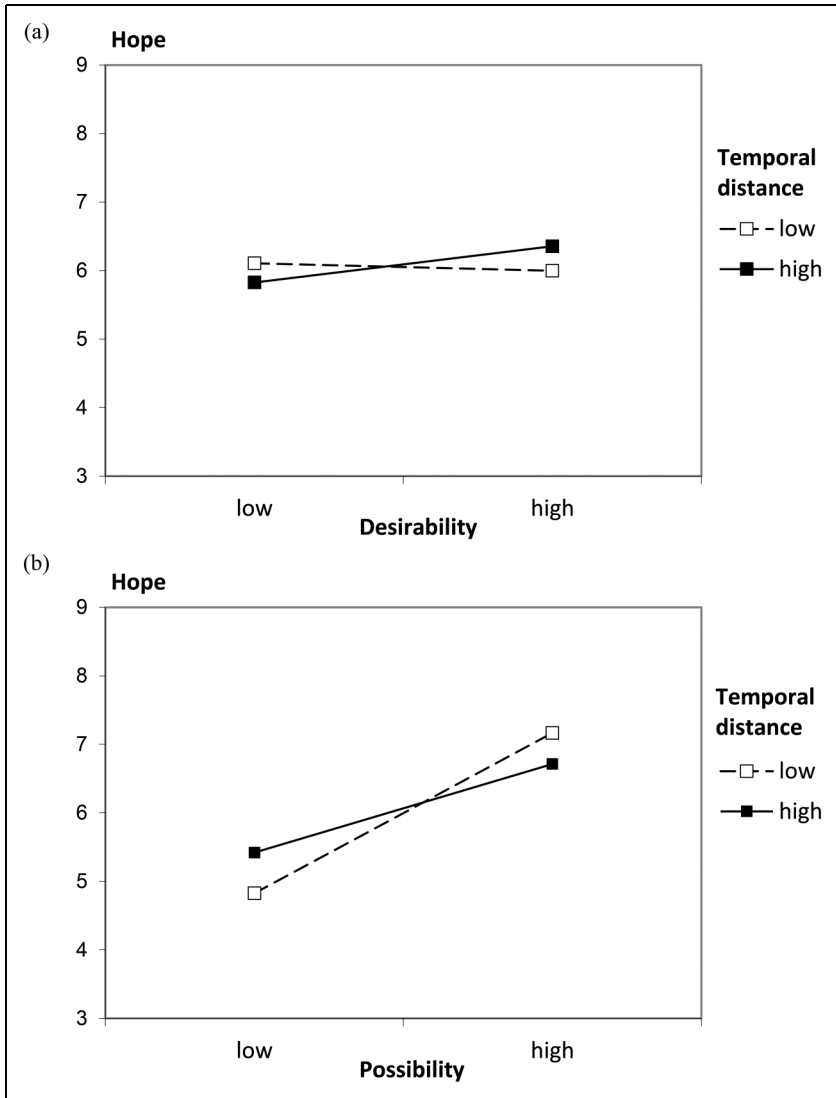 (a)
Hope
9
8
7
6
5
4
3
low
high
Desirability
Temporal
distance
low
high
(b)
Hope
9
8
7
6
5
4
3
low
high
Possibility
Temporal
distance
low
high